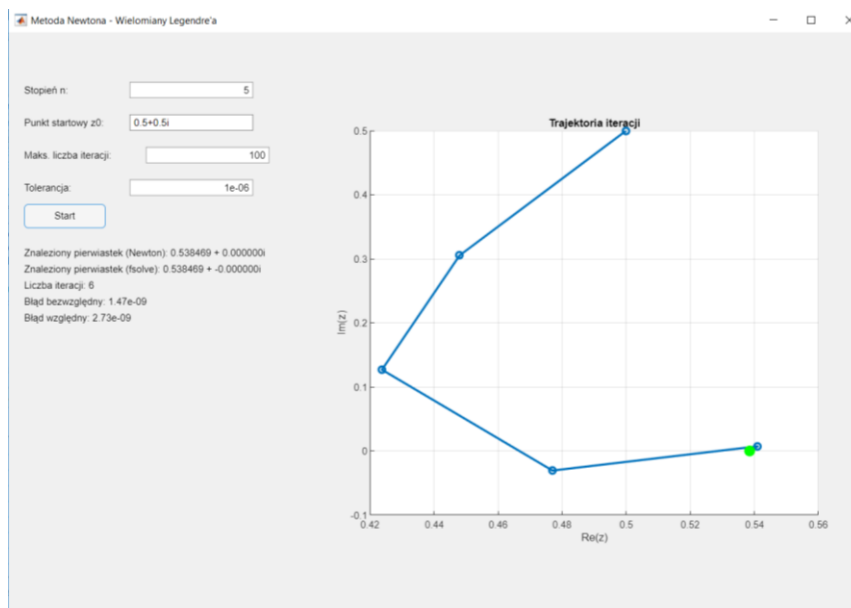 Metoda Newtona - Wielomiany Legendre'a
Stopień n: 5
Punkt startowy z0: 0.5+0.5i
Maks. liczba iteracji: 100
Tolerancja: 1e-06
Start
Znaleziony pierwiastek (Newton): 0.538469 + 0.000000i
Znaleziony pierwiastek (fsolve): 0.538469 + -0.000000i
Liczba iteracji: 6
Błąd bezwzględny: 1.47e-09
Błąd względny: 2.73e-09
Trajektoria iteracji
0.5
0.4
0.3
0.2
0.1
0
-0.1
Im(z)
0.42 0.44 0.46 0.48 0.5 0.52 0.54 0.56
Re(z)